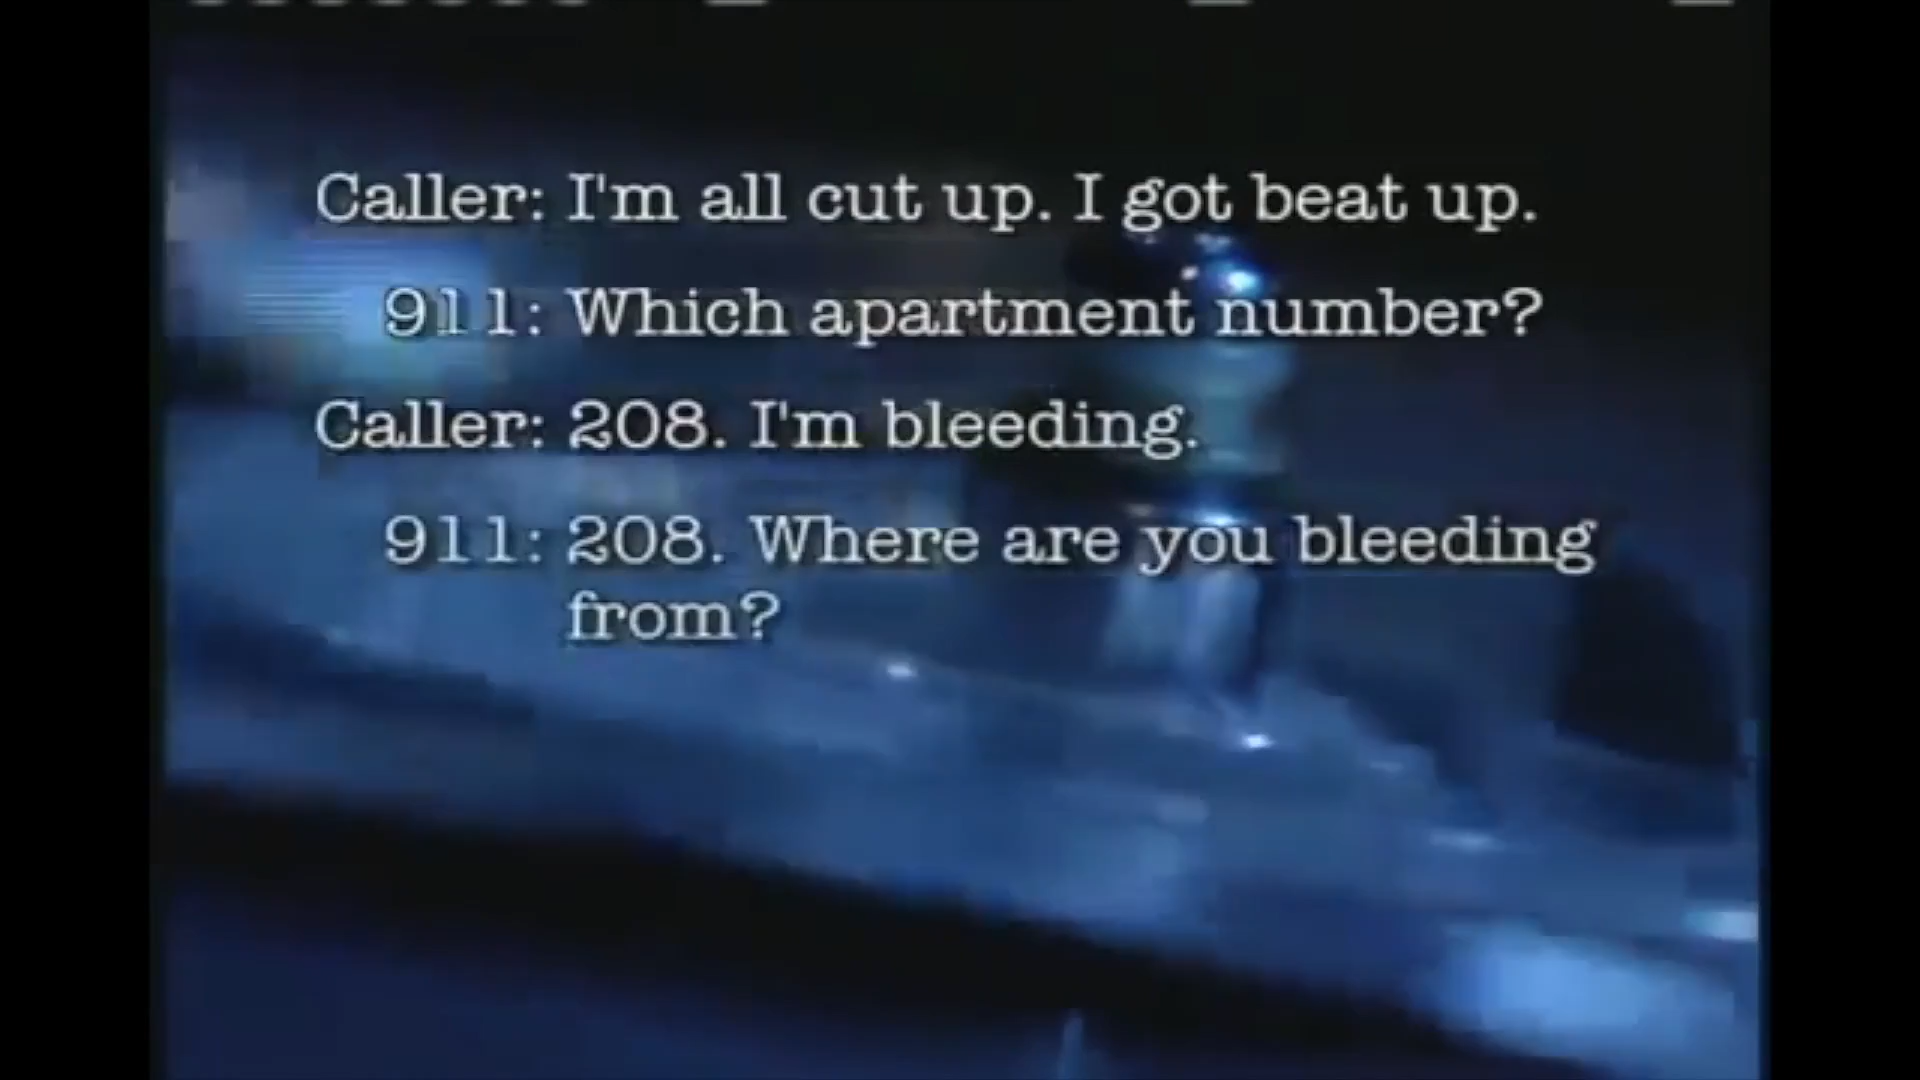 Caller: I'm all cut up. I got beat up.
911: Which apartment number?
Caller: 208. I'm bleeding.
911: 208. Where are you bleeding
from?